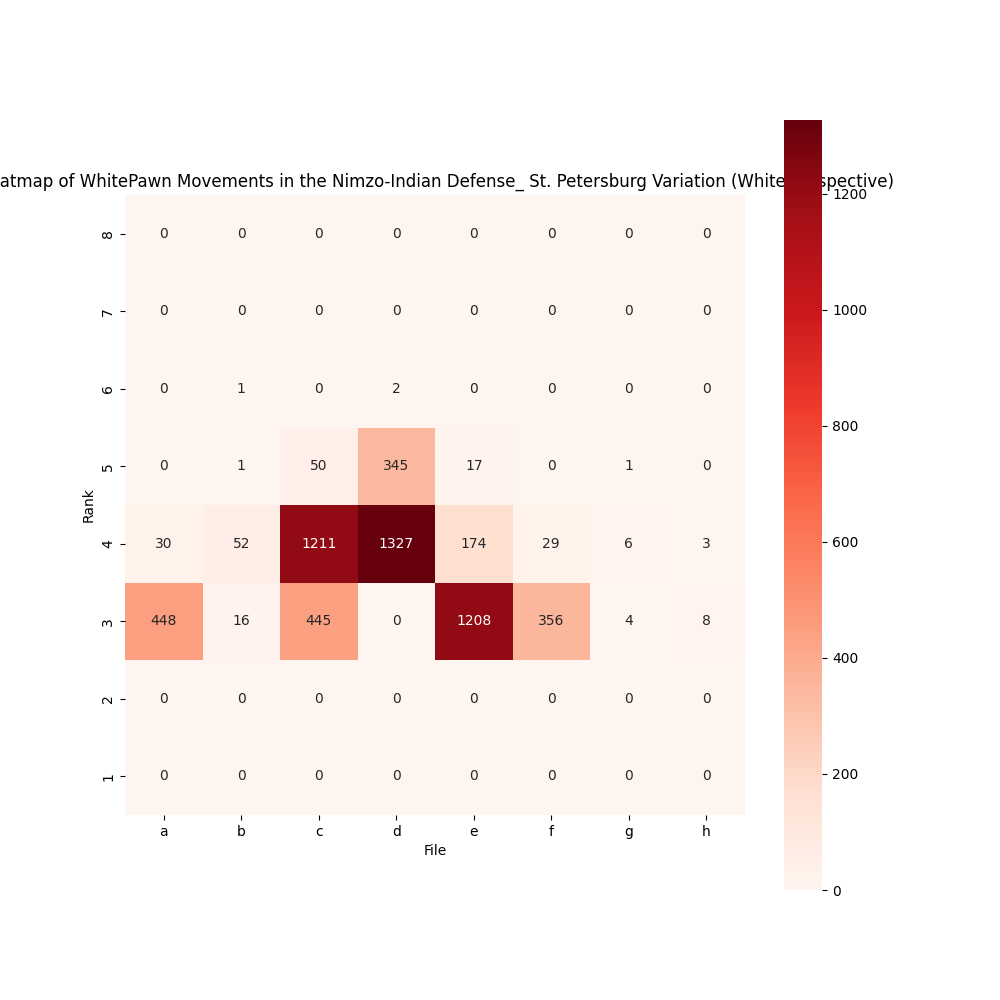 atmap of WhitePawn Movements in the Nimzo-Indian Defense_ St. Petersburg Variation (White spective)
1200
8 0 0 0 0 0 0 0 0
7 0 0 0 0 0 0 0 0
1000
6 0 1 0 2 0 0 0 0
800
5 0 1 50 345 17 0 1 0
Rank
4 30 52 1211 1327 174 29 6 3
600
3 448 16 445 0 1208 356 4 8
400
2 0 0 0 0 0 0 0 0
1 0 0 0 0 0 0 0 0
200
a b c d e f g h
File
0